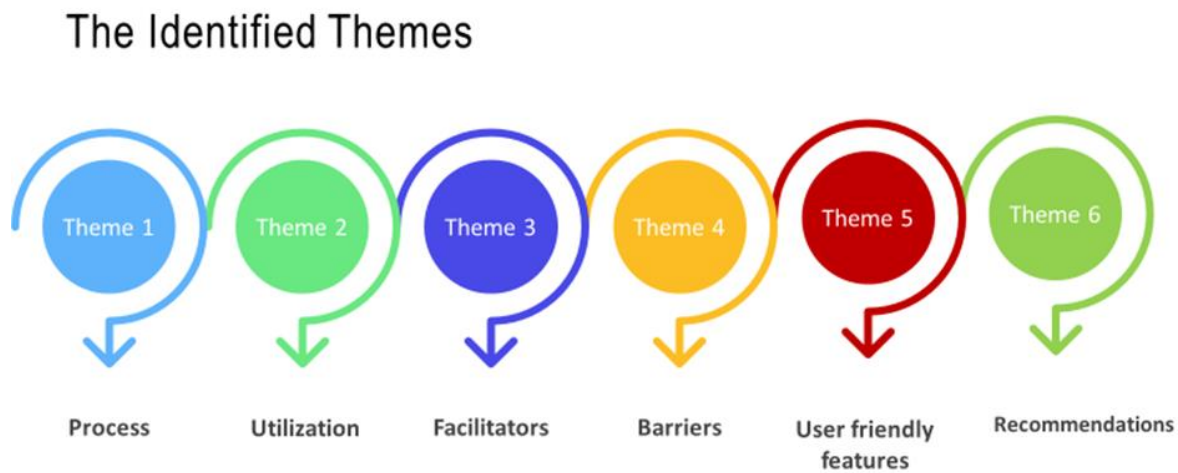 The Identified Themes
Theme 1
Theme 2
Theme 3
Theme 4
Theme 5
Theme 6
Process
Utilization
Facilitators
Barriers
User friendly
features
Recommendations